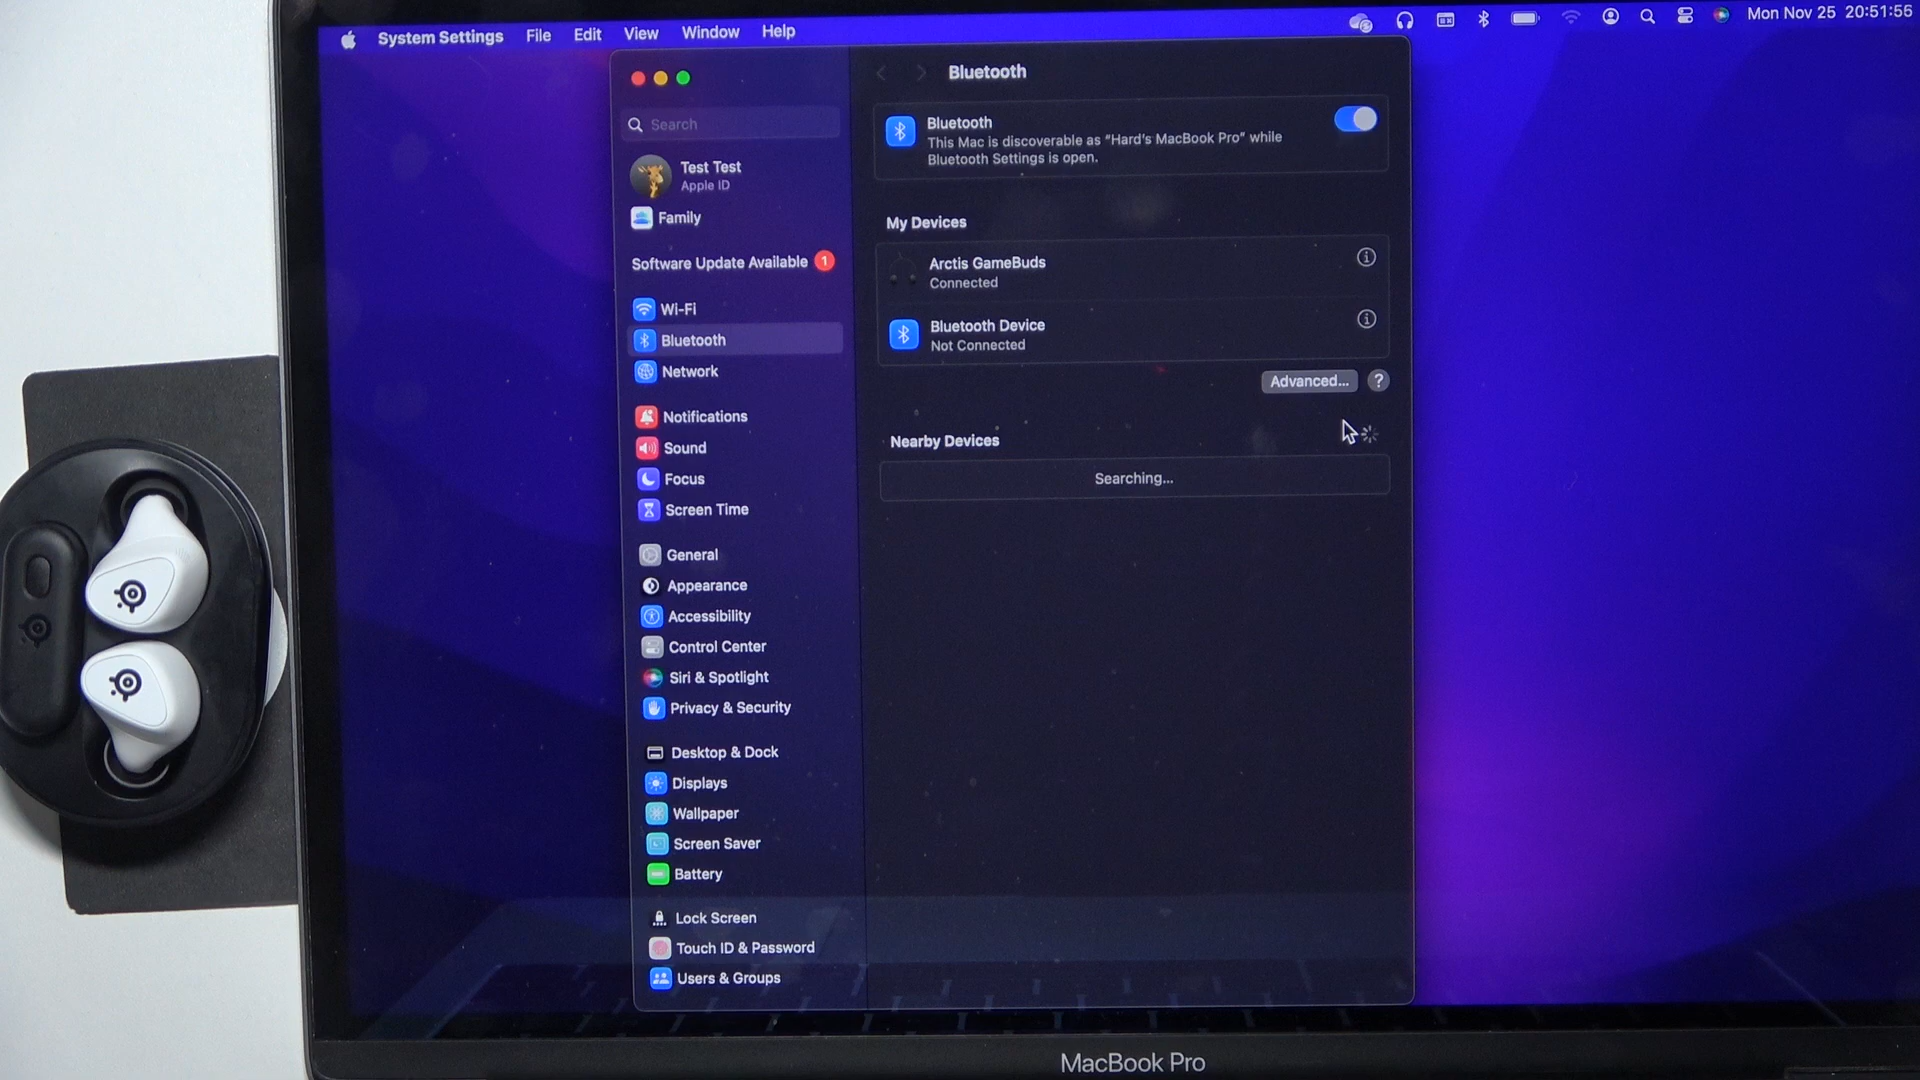 System Settings File Edit View Window Help
Mon Nov 25 20:51:56
Search
Test Test
Apple ID
Family
Software Update Available 1
Wi-Fi
Bluetooth
Network
Notifications
Sound
Focus
Screen Time
General
Appearance
Accessibility
Control Center
Siri & Spotlight
Privacy & Security
Desktop & Dock
Displays
Wallpaper
Screen Saver
Battery
Lock Screen
Touch ID & Password
Users & Groups
Bluetooth
Bluetooth
This Mac is discoverable as “Hard’s MacBook Pro” while
Bluetooth Settings is open.
My Devices
Arctis GameBuds
Connected
Bluetooth Device
Not Connected
Advanced... ?
Nearby Devices
Searching...
MacBook Pro